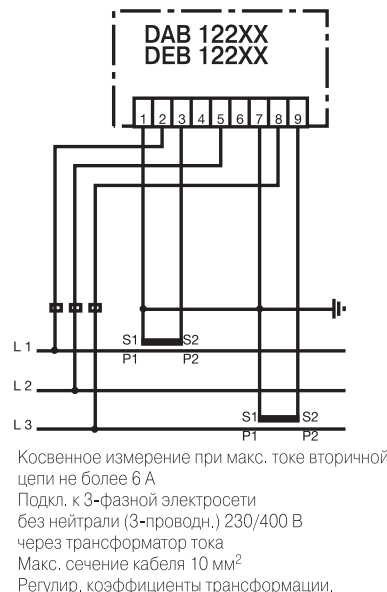 DAB 122XX
DEB 122XX
1 2 3 4 5 6 7 8 9
S1 S2
L 1
P1 P2
L 2
S1 S2
L 3
P1 P2
Косвенное измерение при макс. токе вторичной
цепи не более 6 А
Подкл. к 3-фазной электросети
без нейтрали (3-проводн.) 230/400 В
через трансформатор тока
Макс. сечение кабеля 10 мм²
Регулир. коэффициенты трансформации.